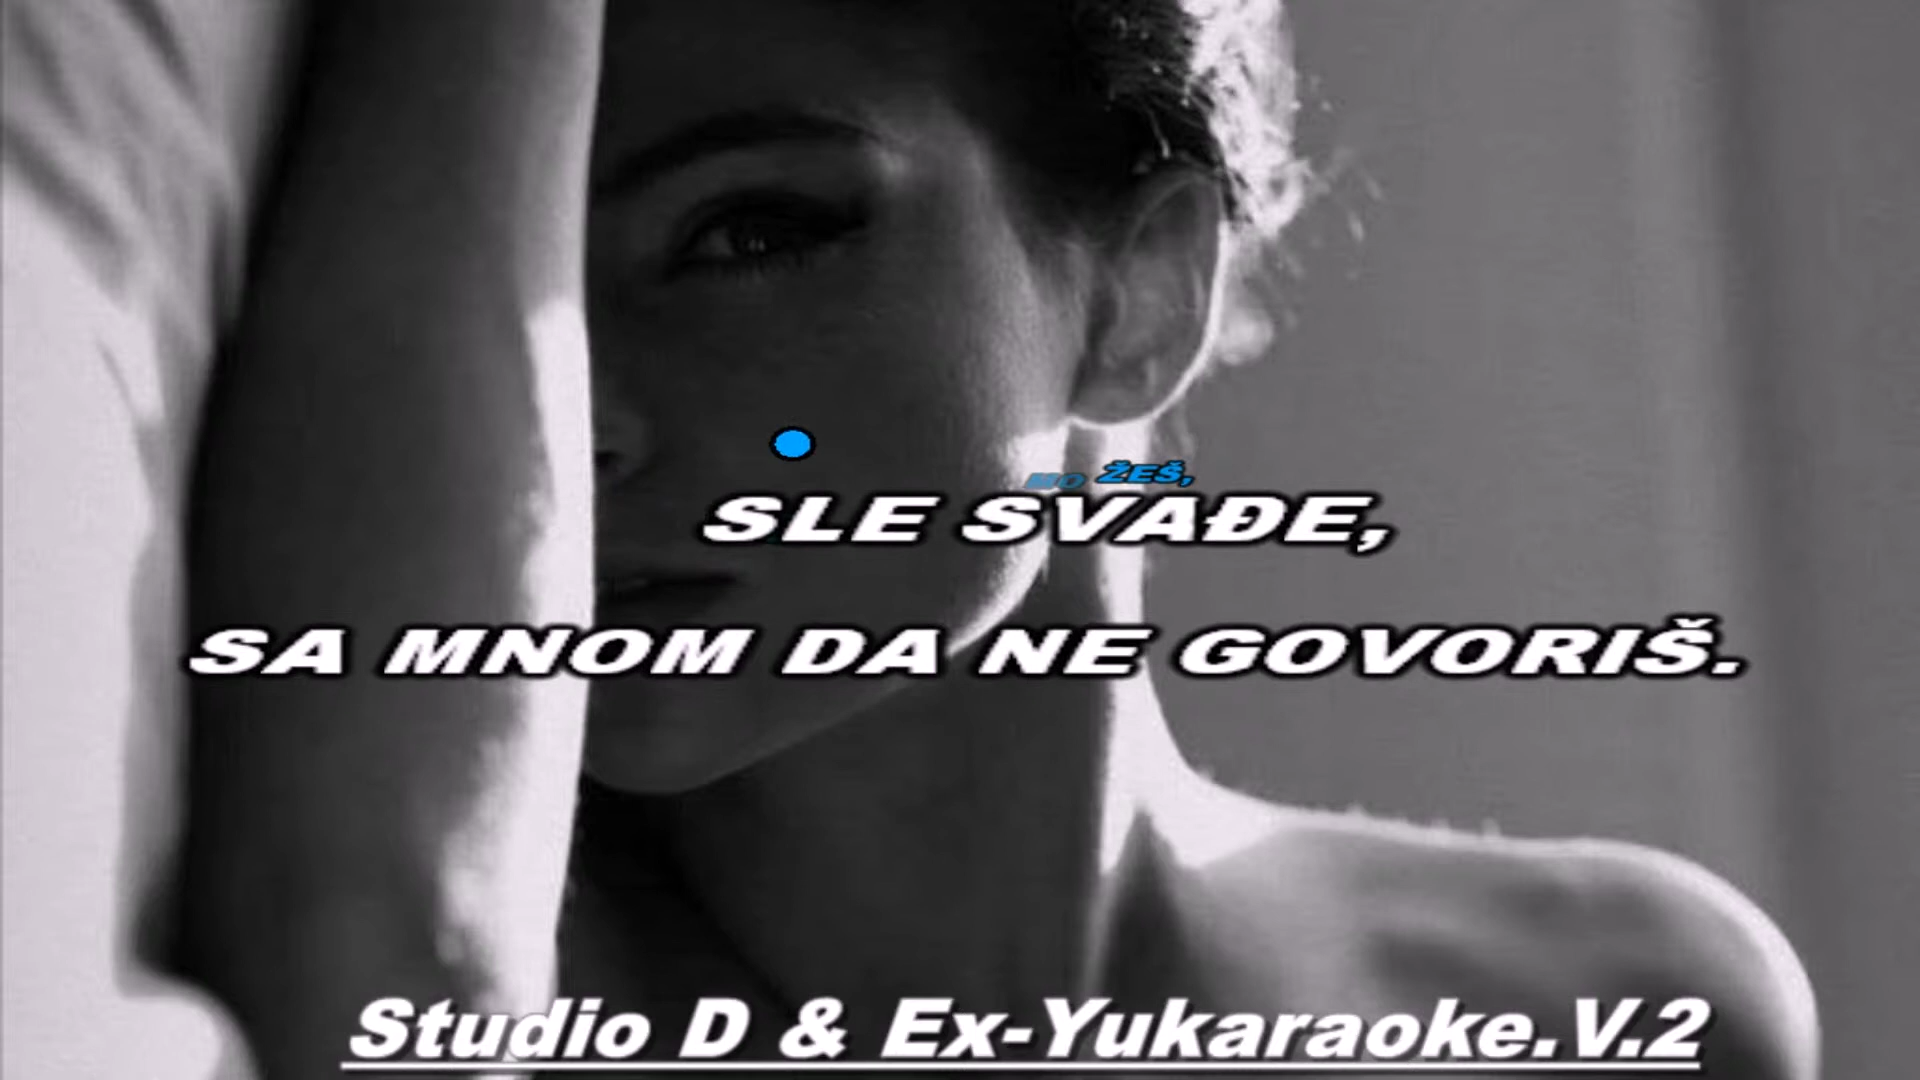 MO ŽEŠ,
SLE SVAĐE,
SA MNOM DA NE GOVORIŠ.
Studio D & Ex-Yukaraoke.V.2